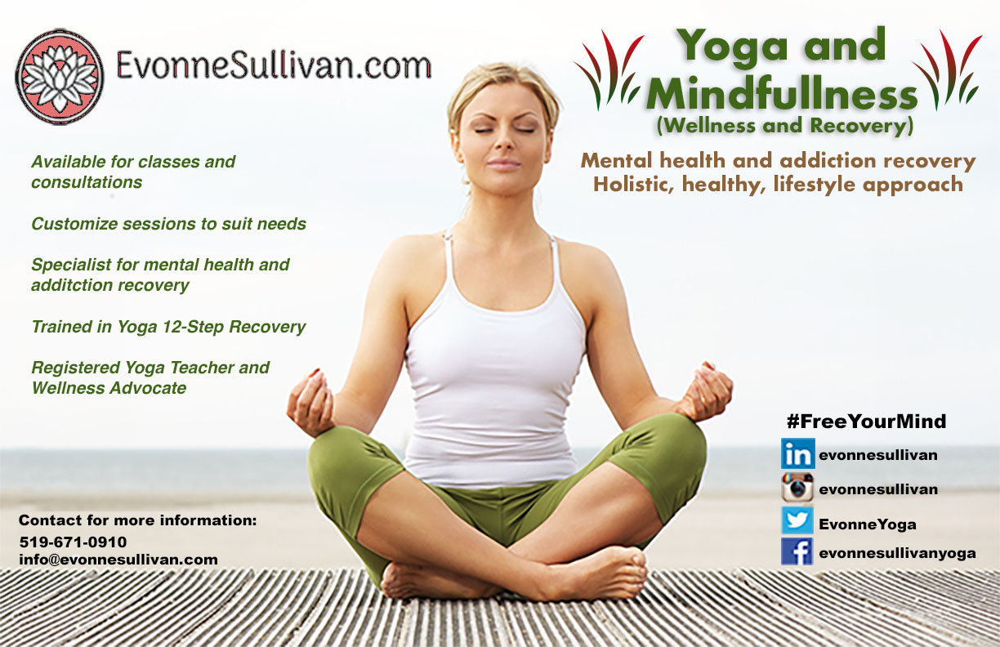 EvonneSullivan.com
Yoga and
Mindfullness
(Wellness and Recovery)
Mental health and addiction recovery
Holistic, healthy, lifestyle approach
Available for classes and
consultations
Customize sessions to suit needs
Specialist for mental health and
additction recovery
Trained in Yoga 12-Step Recovery
Registered Yoga Teacher and
Wellness Advocate
Contact for more information:
519-671-0910
info@evonnesullivan.com
#FreeYourMind
in evonnesullivan
evonnesullivan
EvonneYoga
f evonnesullivanyoga